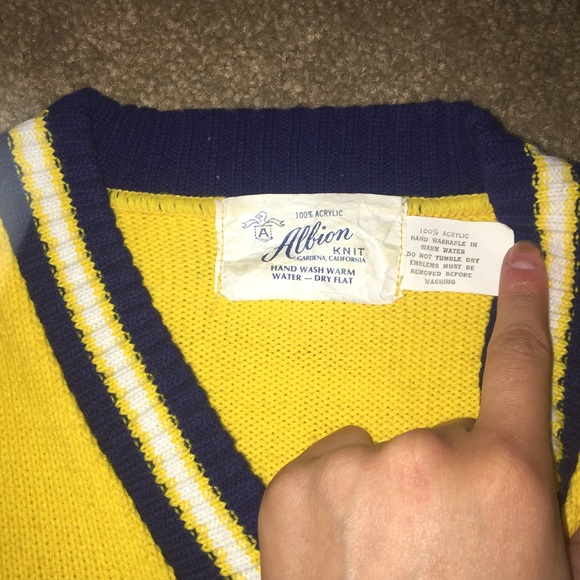 100% ACRYLIC
A
Albion
KNIT
GARDENA, CALIFORNIA
HAND WASH WARM
WATER — DRY FLAT
100% ACRYLIC
HAND WASHABLE IN
WARM WATER
DO NOT TUMBLE DRY
EMBLEMS MUST BE
REMOVED BEFORE
WASHING